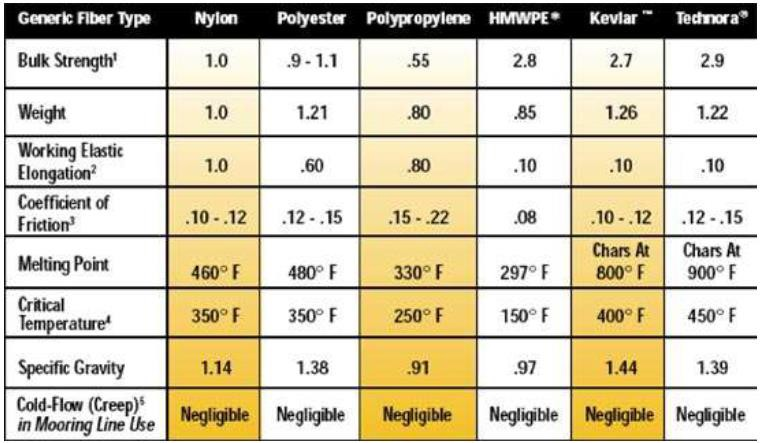 Generic Fiber Type Nylon Polyester Polypropylene HMWPE* Kevlar ™ Technora®
Bulk Strength¹ 1.0 .9 - 1.1 .55 2.8 2.7 2.9
Weight 1.0 1.21 .80 .85 1.26 1.22
Working Elastic
Elongation² 1.0 .60 .80 .10 .10 .10
Coefficient of
Friction³ .10 - .12 .12 - .15 .15 - .22 .08 .10 - .12 .12 - .15
Melting Point 460° F 480° F 330° F 297° F Chars At 800° F Chars At 900° F
Critical
Temperature⁴ 350° F 350° F 250° F 150° F 400° F 450° F
Specific Gravity 1.14 1.38 .91 .97 1.44 1.39
Cold-Flow (Creep)⁵
in Mooring Line Use Negligible Negligible Negligible Negligible Negligible Negligible